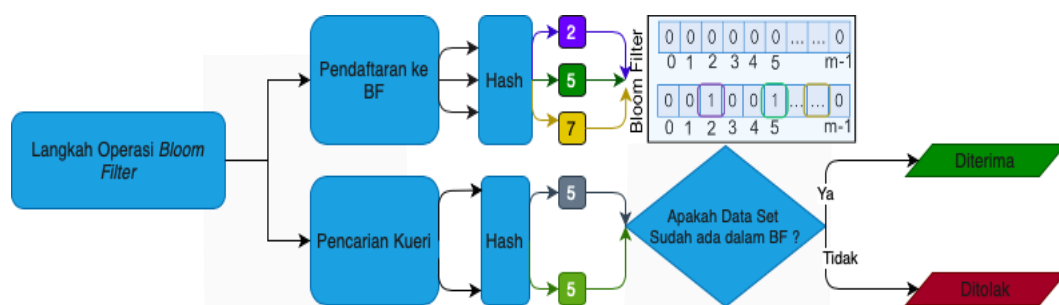 Langkah Operasi Bloom
Filter
Pendaftaran ke
BF
Hash
2
5
7
Bloom Filter
0 0 0 0 0 0 ... ... 0
0 1 2 3 4 5 m-1
0 0 1 0 0 1 ... ... 0
0 1 2 3 4 5 m-1
Pencarian Kueri
Hash
5
5
Apakah Data Set
Sudah ada dalam BF ?
Ya
Tidak
Diterima
Ditolak